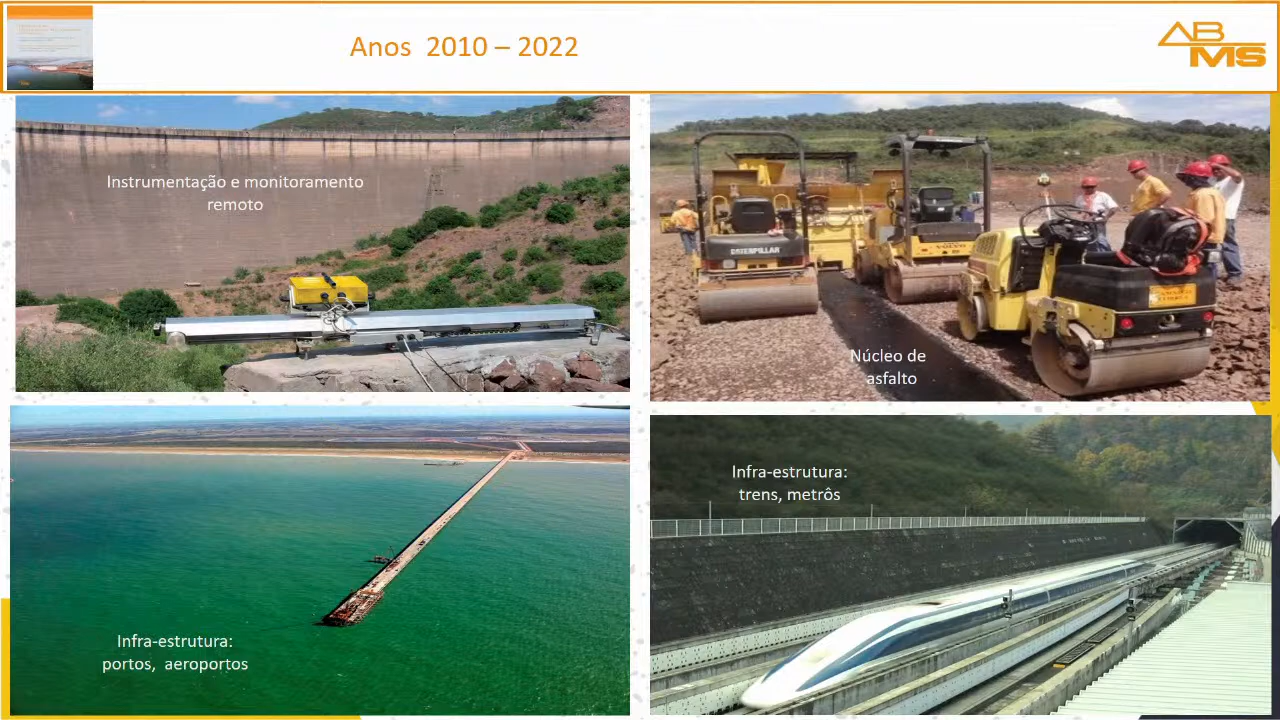 Anos 2010 – 2022
ABMS
Instrumentação e monitoramento
remoto
CATERPILLAR
VOLVO
Núcleo de
asfalto
Infra-estrutura:
portos, aeroportos
Infra-estrutura:
trens, metrôs